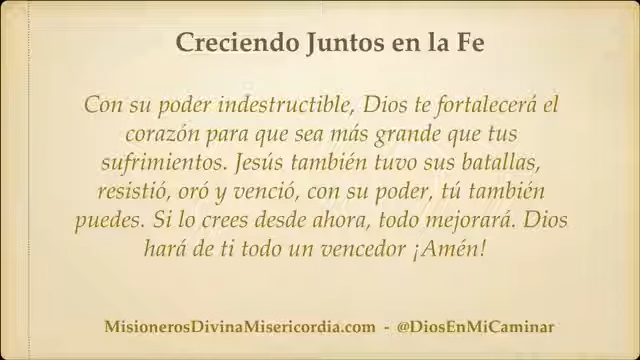 Creciendo Juntos en la Fe
Con su poder indestructible, Dios te fortalecerá el
corazón para que sea más grande que tus
sufrimientos. Jesús también tuvo sus batallas,
resistió, oró y venció, con su poder, tú también
puedes. Si lo crees desde ahora, todo mejorará. Dios
hará de ti todo un vencedor ¡Amén!
MisionerosDivinaMisericordia.com - @DiosEnMiCaminar